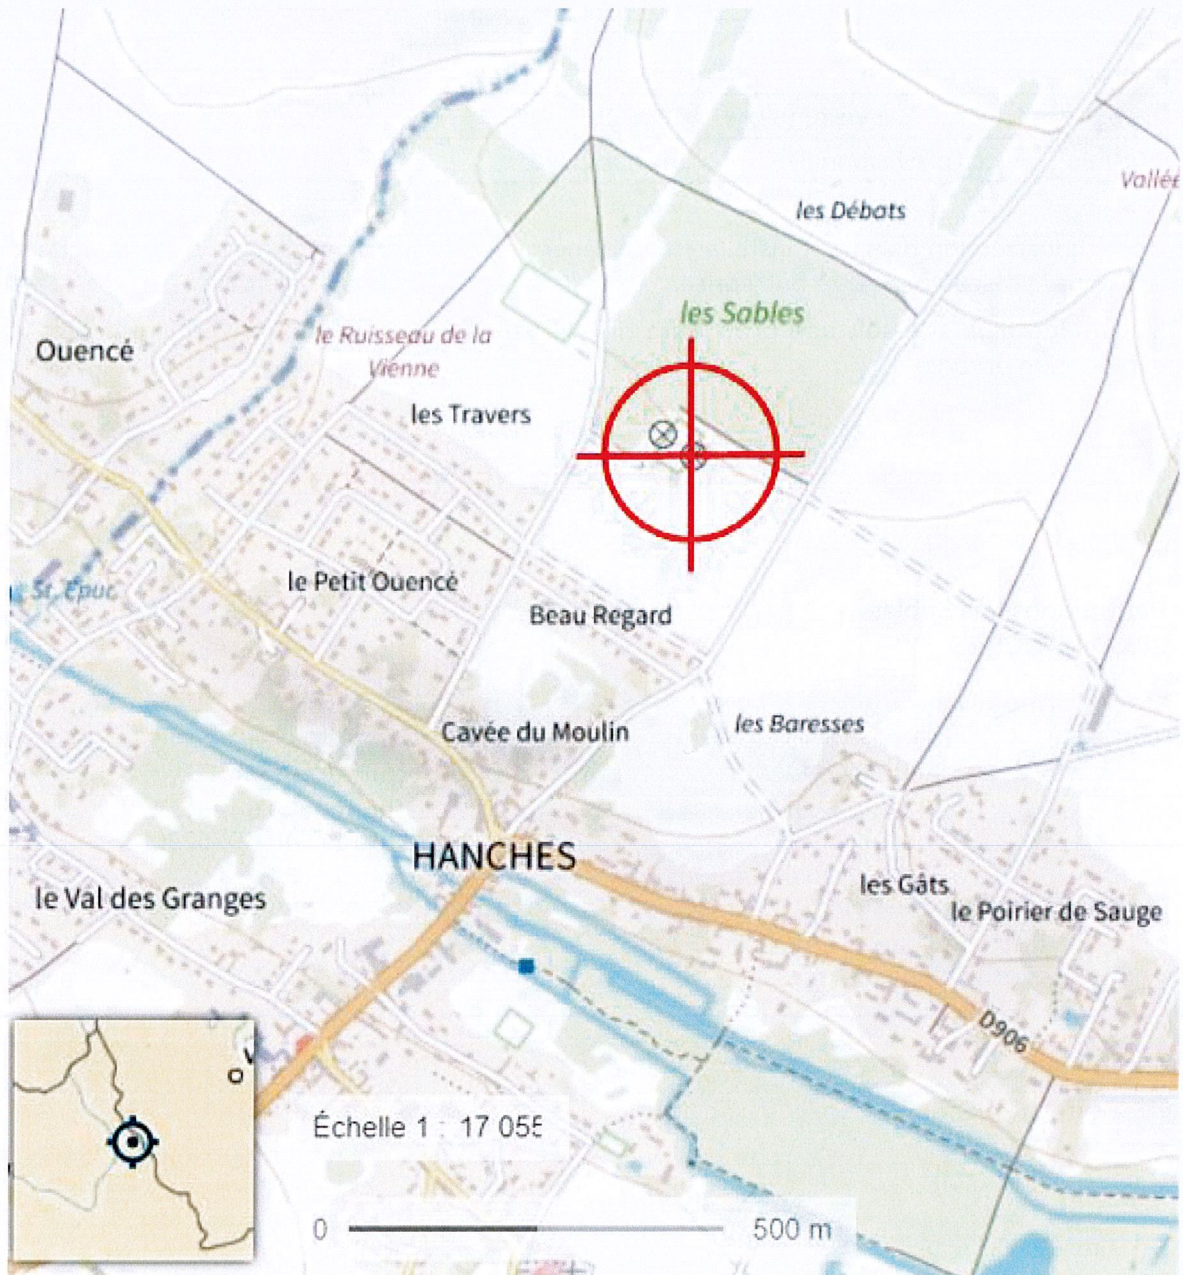 les Débats
Vallée
les Sables
le Ruisseau de la
Vienne
Ouencé
les Travers
le Petit Ouencé
St. Épur.
Beau Regard
Cavée du Moulin
les Baresses
HANCHES
les Gâts
le Val des Granges
le Poirier de Sauge
D906
Échelle 1 : 17 055
0
500 m